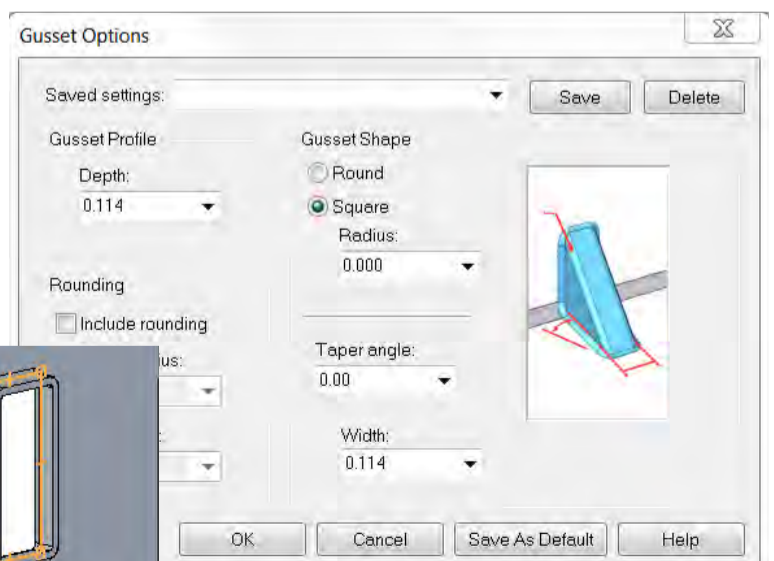 Gusset Options
Saved settings:
Save
Delete
Gusset Profile
Depth:
0.114
Gusset Shape
Round
Square
Radius:
0.000
Rounding
Include rounding
Taper angle:
0.00
Width:
0.114
OK
Cancel
Save As Default
Help